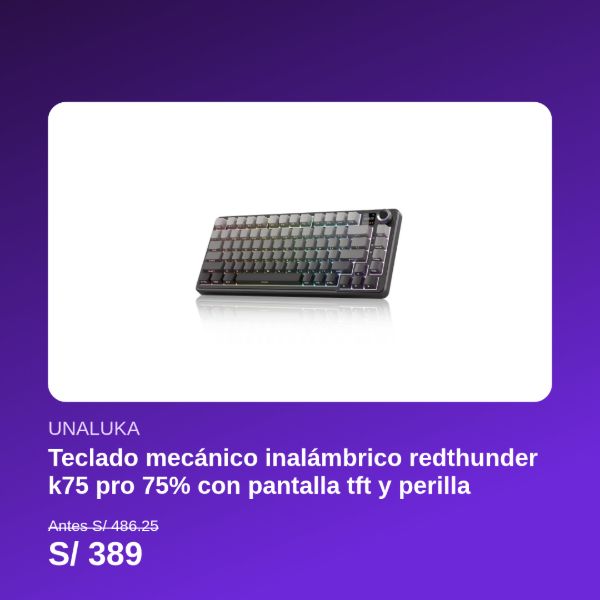 UNALUKA
Teclado mecánico inalámbrico redthunder
k75 pro 75% con pantalla tft y perilla
Antes S/ 486.25
S/ 389